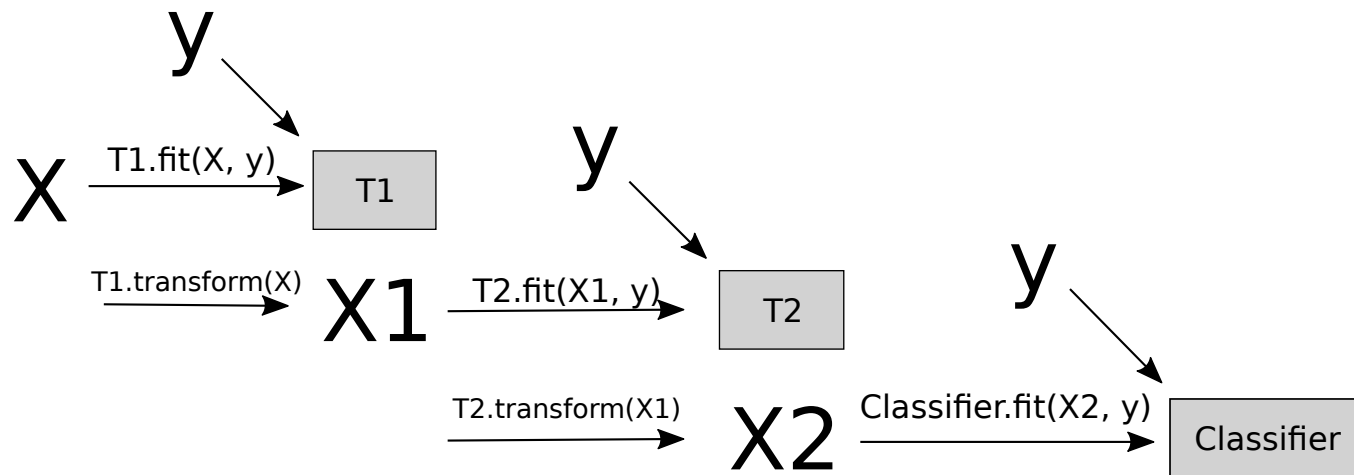 y
T1.fit(X, y)
X
T1
y
T1.transform(X)
X1
T2.fit(X1, y)
T2
y
T2.transform(X1)
X2
Classifier.fit(X2, y)
Classifier